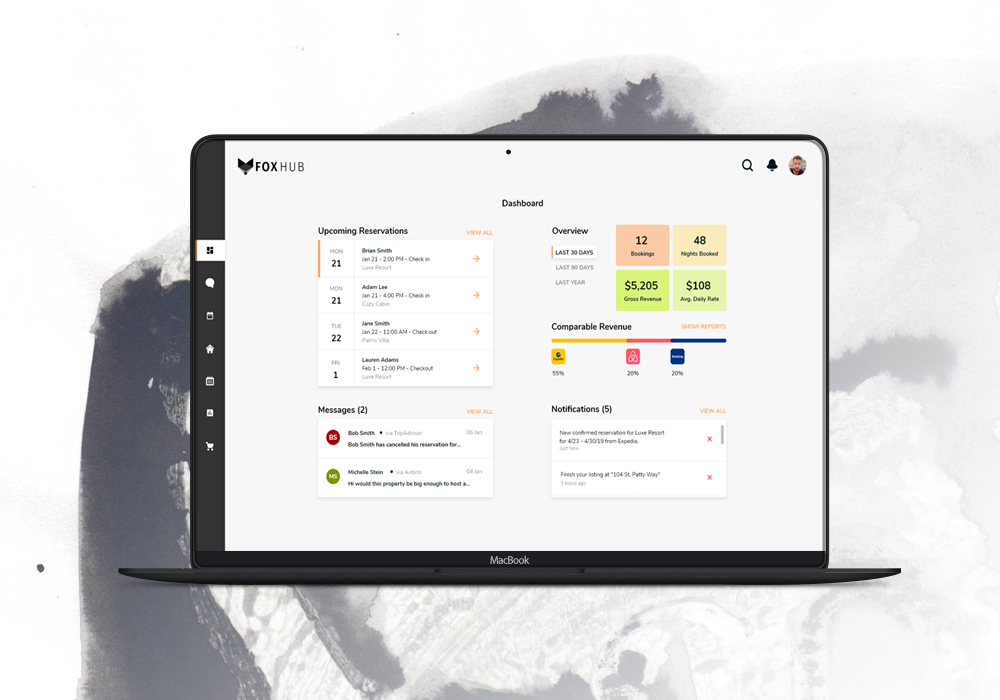 FOX HUB
Dashboard
Upcoming Reservations
VIEW ALL
MON
21
Brian Smith
Jan 21 - 2:00 PM - Check in
Luxe Resort
MON
21
Adam Lee
Jan 21 - 4:00 PM - Check in
Cozy Cabin
TUE
22
Jane Smith
Jan 22 - 11:00 AM - Check out
Palms Villa
FRI
1
Lauren Adams
Feb 1 - 12:00 PM - Checkout
Luxe Resort
Overview
LAST 30 DAYS
LAST 90 DAYS
LAST YEAR
12
Bookings
48
Nights Booked
$5,205
Gross Revenue
$108
Avg. Daily Rate
Comparable Revenue
SHOW REPORTS
Booking
55%
20%
20%
Messages (2)
VIEW ALL
BS
Bob Smith • via TripAdvisor
06 Jan
Bob Smith has cancelled his reservation for...
MS
Michelle Stein • via Airbnb
04 Jan
Hi would this property be big enough to host a...
Notifications (5)
VIEW ALL
New confirmed reservation for Luxe Resort
for 4/23 - 4/30/19 from Expedia.
Just Now
Finish your listing at "104 St. Patty Way"
3 hours ago
MacBook